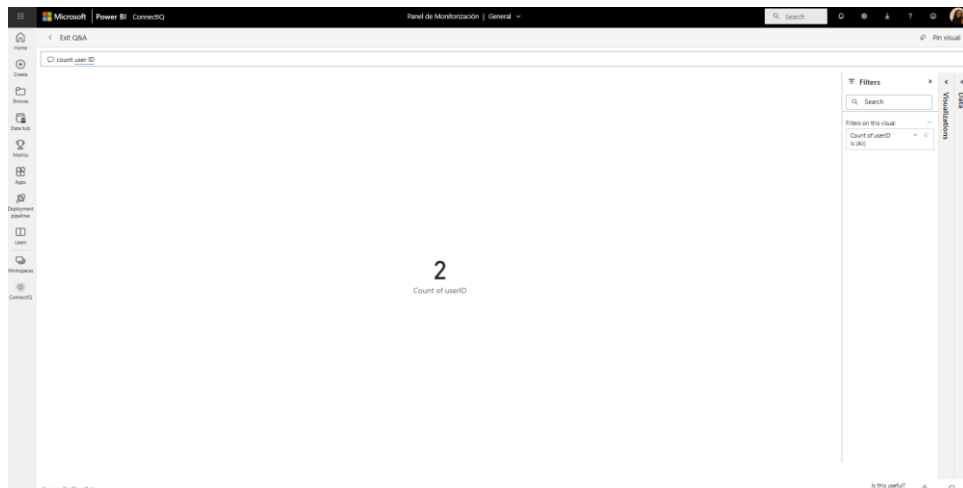 Microsoft Power BI ConnectIQ
Panel de Monitorización | General
Search
Home
Create
Browse
Data hub
Metrics
Apps
Deployment pipelines
Learn
Workspaces
ConnectIQ
Exit Q&A
Pin visual
count user ID
2
Count of userID
Filters
Search
Filters on this visual
Count of userID
is (All)
Visualizations
Data
Is this useful?